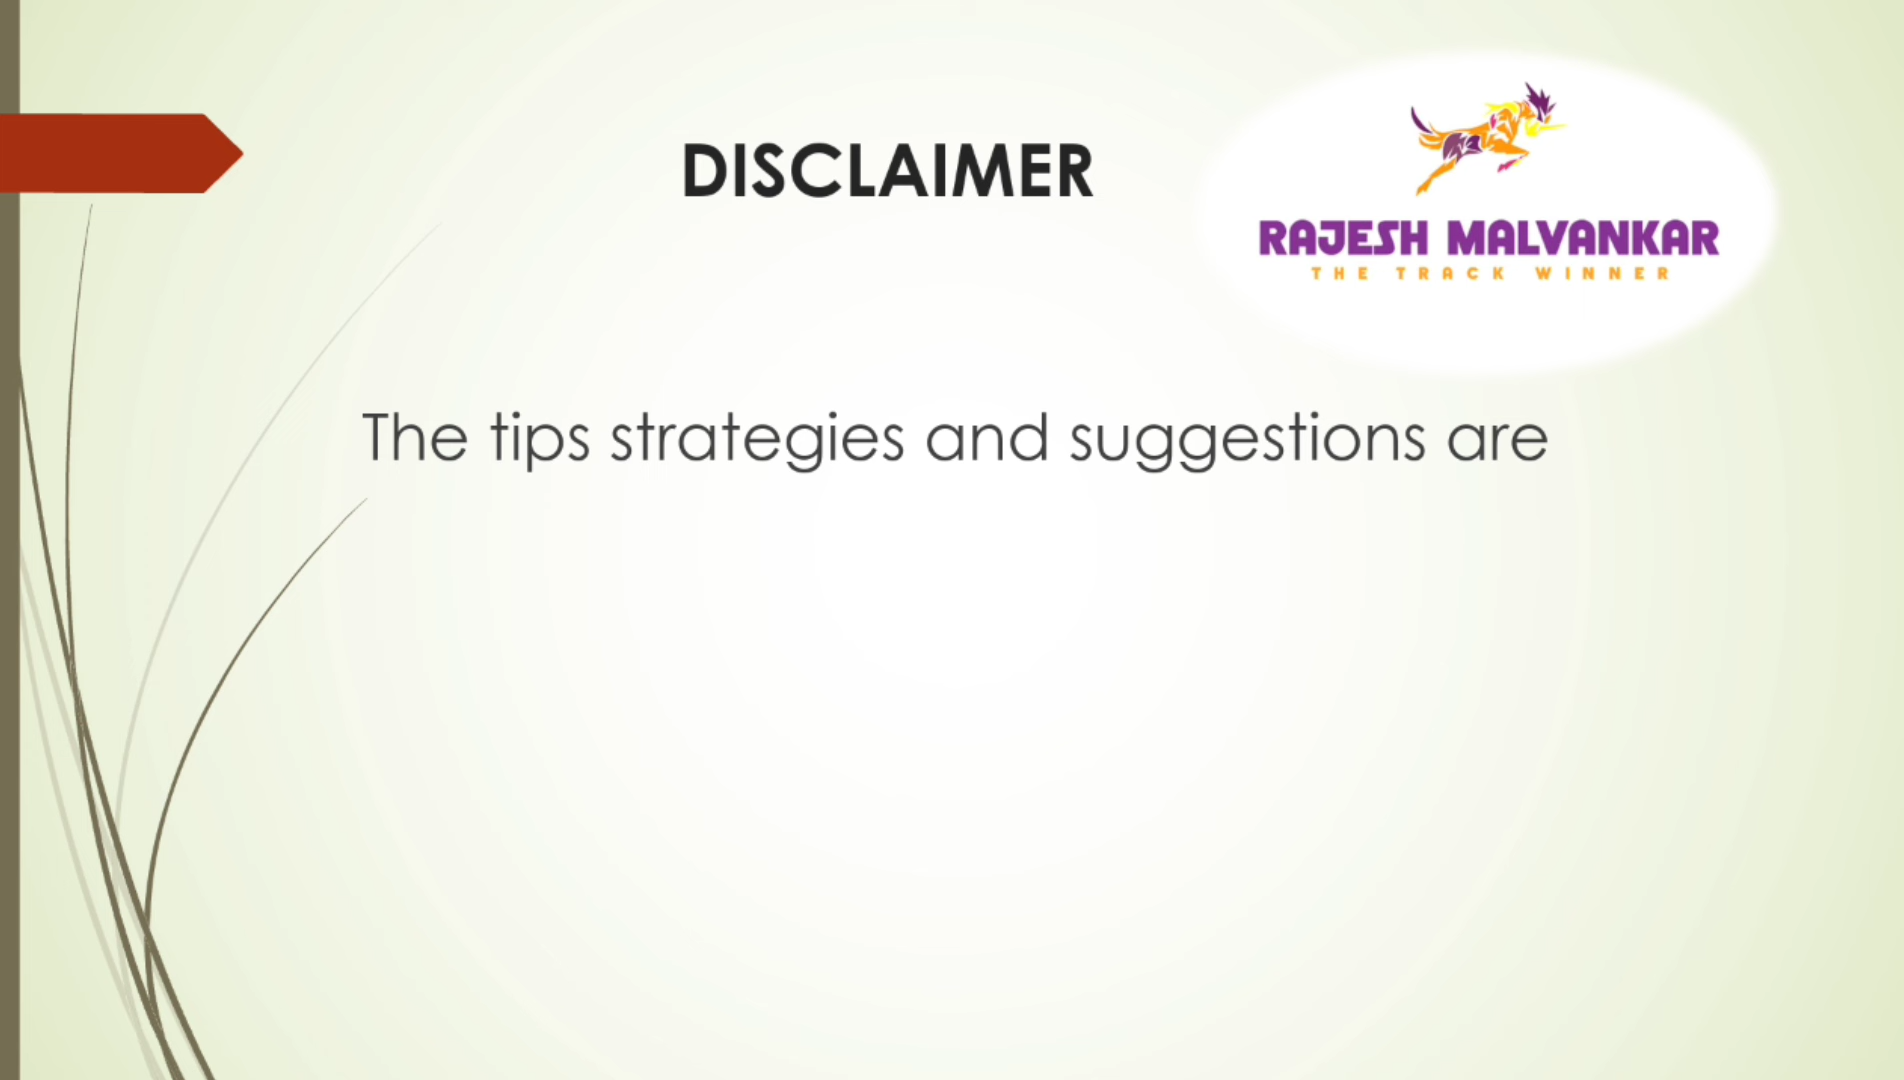 DISCLAIMER
RAJESH MALVANKAR
THE TRACK WINNER
The tips strategies and suggestions are